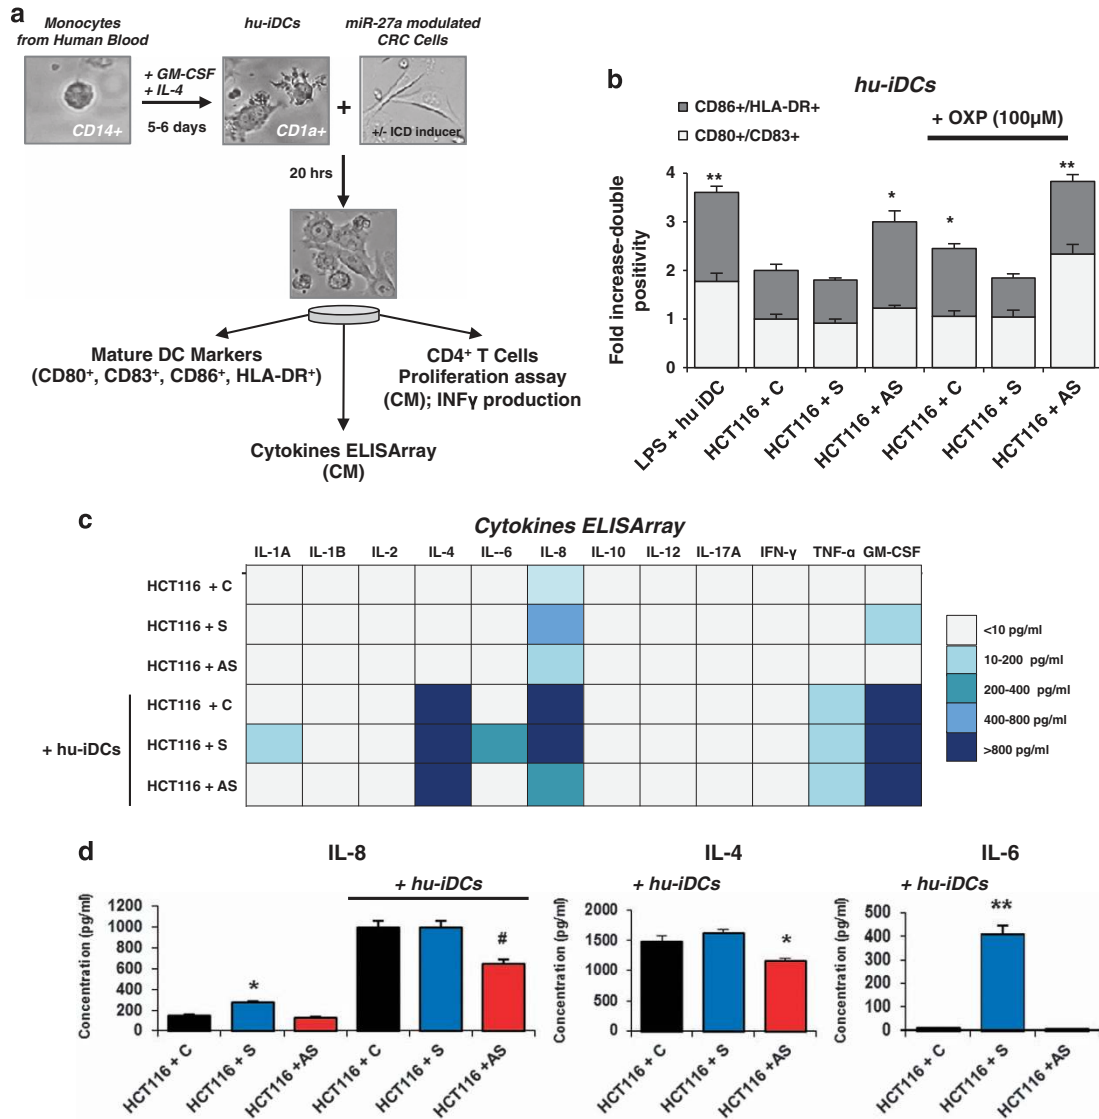 a
Monocytes
from Human Blood
hu-iDCs
miR-27a modulated
CRC Cells
+ GM-CSF
+ IL-4
5-6 days
CD14+
CD1a+
+
+/- ICD inducer
20 hrs
Mature DC Markers
(CD80+, CD83+, CD86+, HLA-DR+)
CD4+ T Cells
Proliferation assay
(CM); INFγ production
Cytokines ELISArray
(CM)
b
hu-iDCs
CD86+/HLA-DR+
CD80+/CD83+
+ OXP (100μM)
Fold increase-double
positivity
4
3
2
1
0
**
*
*
**
LPS + hu iDC
HCT116 + C
HCT116 + S
HCT116 + AS
HCT116 + C
HCT116 + S
HCT116 + AS
c
Cytokines ELISArray
IL-1A IL-1B IL-2 IL-4 IL--6 IL-8 IL-10 IL-12 IL-17A IFN-γ TNF-α GM-CSF
HCT116 + C
HCT116 + S
HCT116 + AS
+ hu-iDCs
HCT116 + C
HCT116 + S
HCT116 + AS
<10 pg/ml
10-200 pg/ml
200-400 pg/ml
400-800 pg/ml
>800 pg/ml
d
IL-8
+ hu-iDCs
Concentration (pg/ml)
1200
1000
800
600
400
200
0
*
#
HCT116 + C
HCT116 + S
HCT116 +AS
HCT116 + C
HCT116 + S
HCT116 +AS
IL-4
+ hu-iDCs
Concentration (pg/ml)
2000
1500
1000
500
0
*
HCT116 + C
HCT116 + S
HCT116 +AS
IL-6
+ hu-iDCs
Concentration (pg/ml)
500
400
300
200
100
0
**
HCT116 + C
HCT116 + S
HCT116 +AS